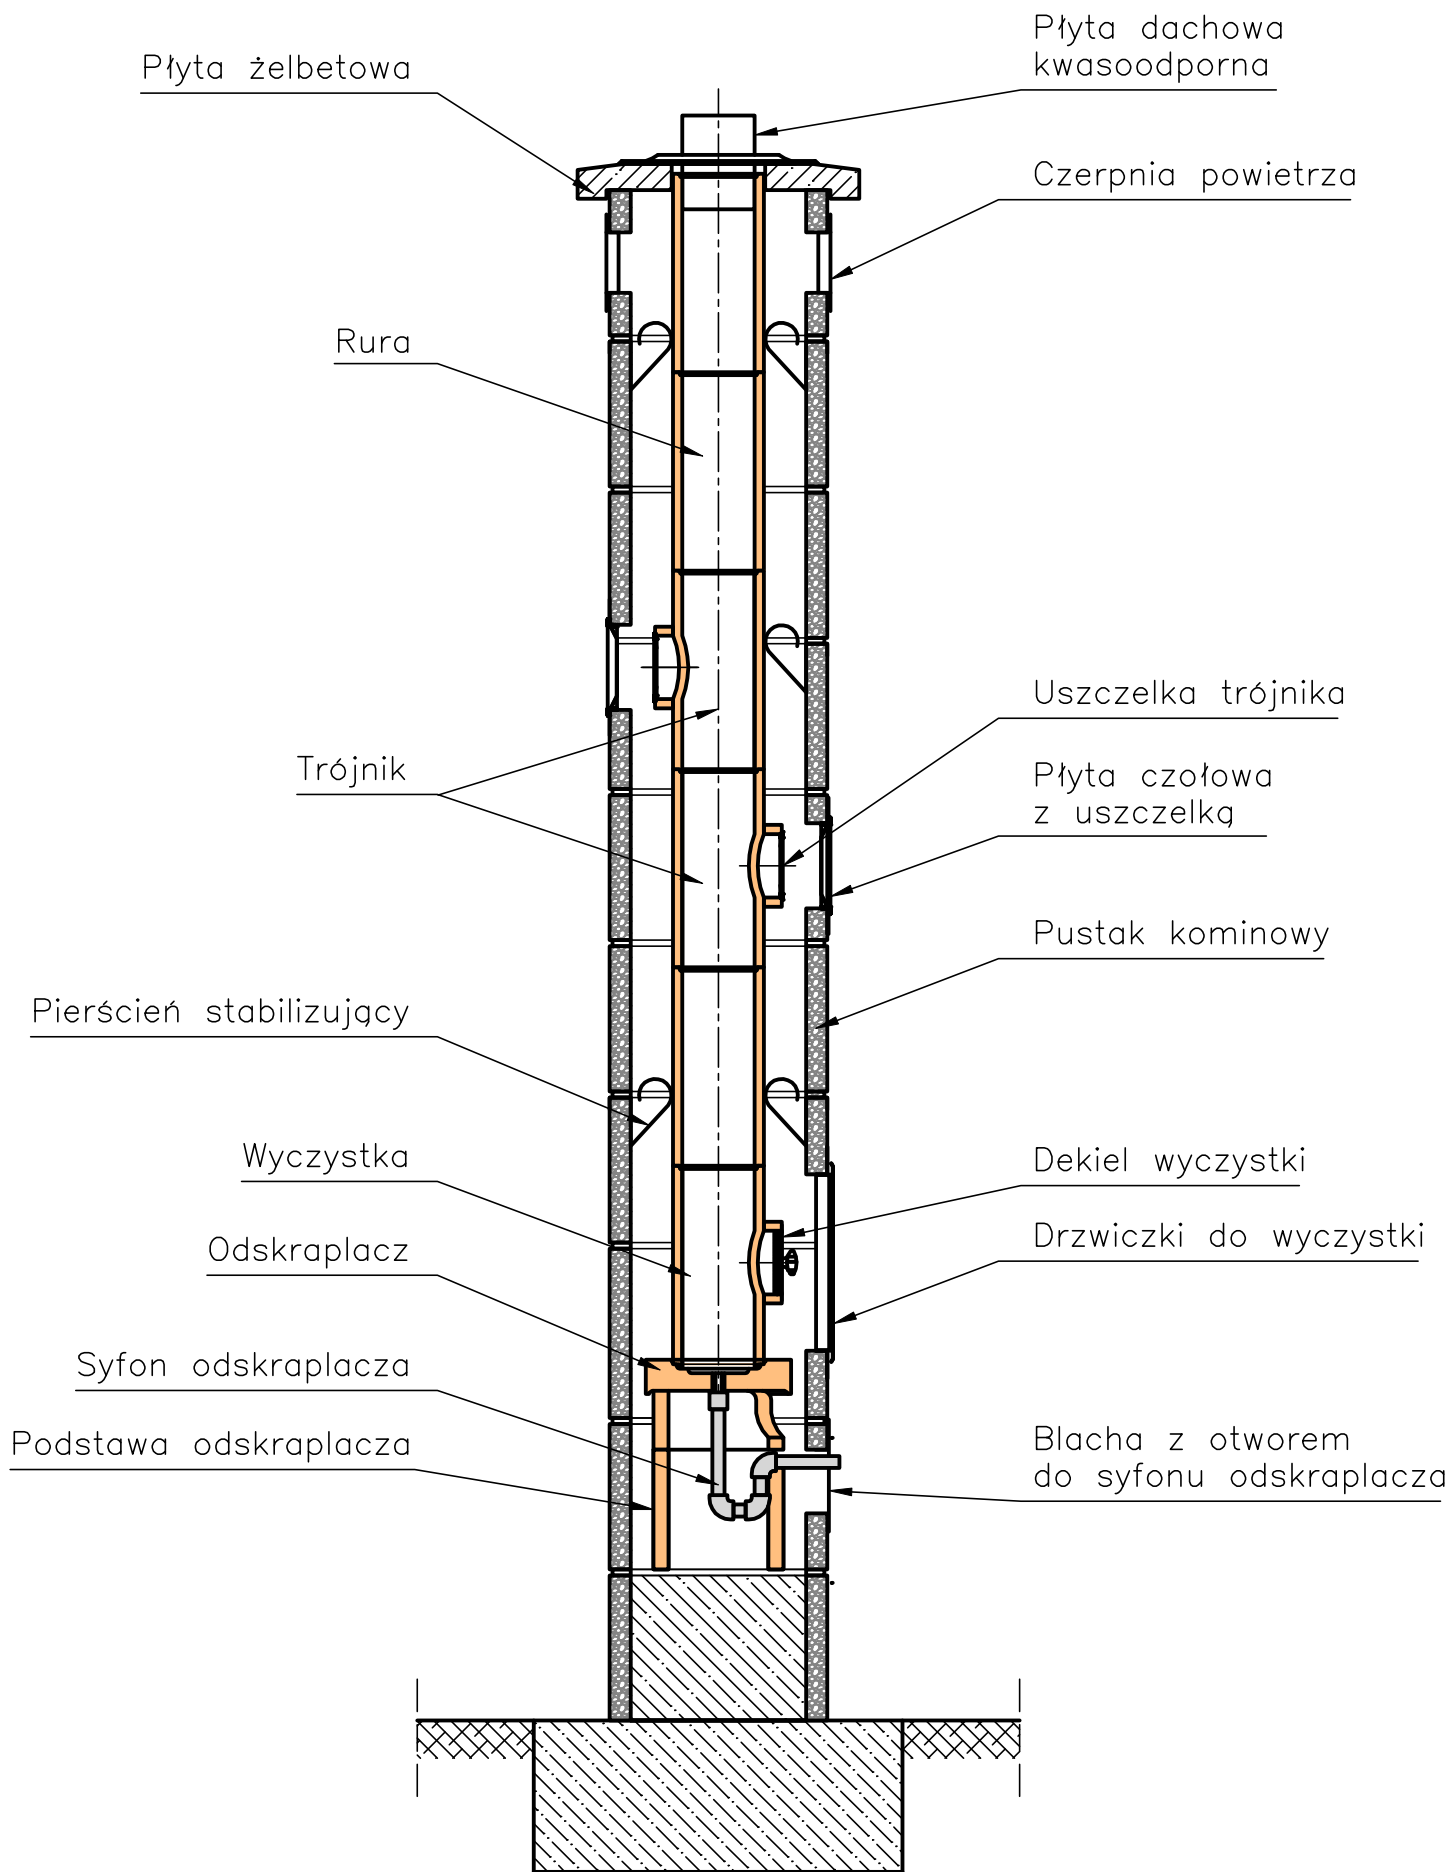 Płyta dachowa
kwasoodporna
Płyta żelbetowa
Czerpnia powietrza
Rura
Uszczelka trójnika
Trójnik
Płyta czołowa
z uszczelką
Pustak kominowy
Pierścień stabilizujący
Wyczystka
Dekiel wyczystki
Odskraplacz
Drzwiczki do wyczystki
Syfon odskraplacza
Podstawa odskraplacza
Blacha z otworem
do syfonu odskraplacza